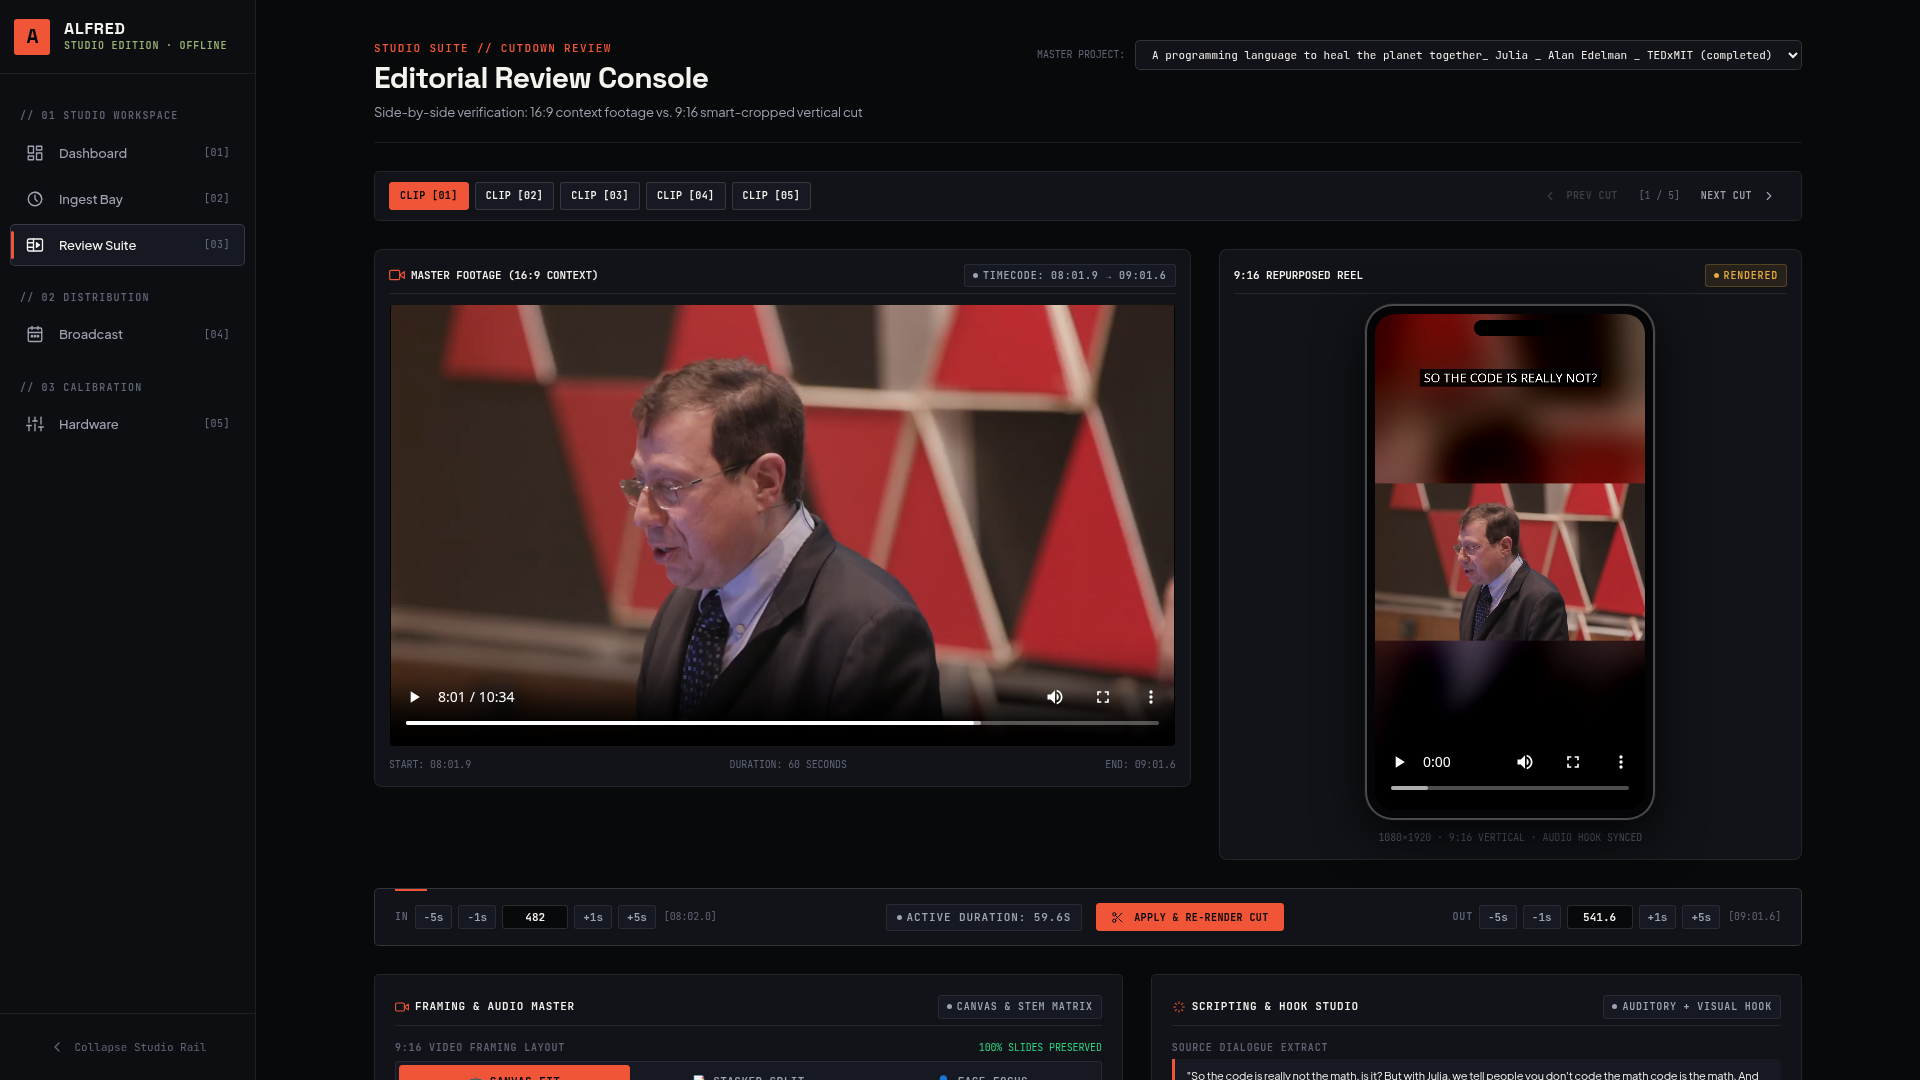 A
ALFRED
STUDIO EDITION · OFFLINE
// 01 STUDIO WORKSPACE
Dashboard [01]
Ingest Bay [02]
Review Suite [03]
// 02 DISTRIBUTION
Broadcast [04]
// 03 CALIBRATION
Hardware [05]
Collapse Studio Rail
STUDIO SUITE // CUTDOWN REVIEW
Editorial Review Console
Side-by-side verification: 16:9 context footage vs. 9:16 smart-cropped vertical cut
MASTER PROJECT: A programming language to heal the planet together_ Julia _ Alan Edelman _ TEDxMIT (completed)
CLIP [01] CLIP [02] CLIP [03] CLIP [04] CLIP [05]
PREV CUT [1 / 5] NEXT CUT
MASTER FOOTAGE (16:9 CONTEXT)
TIMECODE: 08:01.9 → 09:01.6
8:01 / 10:34
START: 08:01.9 DURATION: 60 SECONDS END: 09:01.6
9:16 REPURPOSED REEL
RENDERED
SO THE CODE IS REALLY NOT?
0:00
1080×1920 · 9:16 VERTICAL · AUDIO HOOK SYNCED
IN -5s -1s 482 +1s +5s [08:02.0]
ACTIVE DURATION: 59.6S
APPLY & RE-RENDER CUT
OUT -5s -1s 541.6 +1s +5s [09:01.6]
FRAMING & AUDIO MASTER
CANVAS & STEM MATRIX
9:16 VIDEO FRAMING LAYOUT
100% SLIDES PRESERVED
CANVAS FIT STACKED SPLIT FACE FOCUS
SCRIPTING & HOOK STUDIO
AUDITORY + VISUAL HOOK
SOURCE DIALOGUE EXTRACT
"So the code is really not the math, is it? But with Julia, we tell people you don't code the math code is the math. And